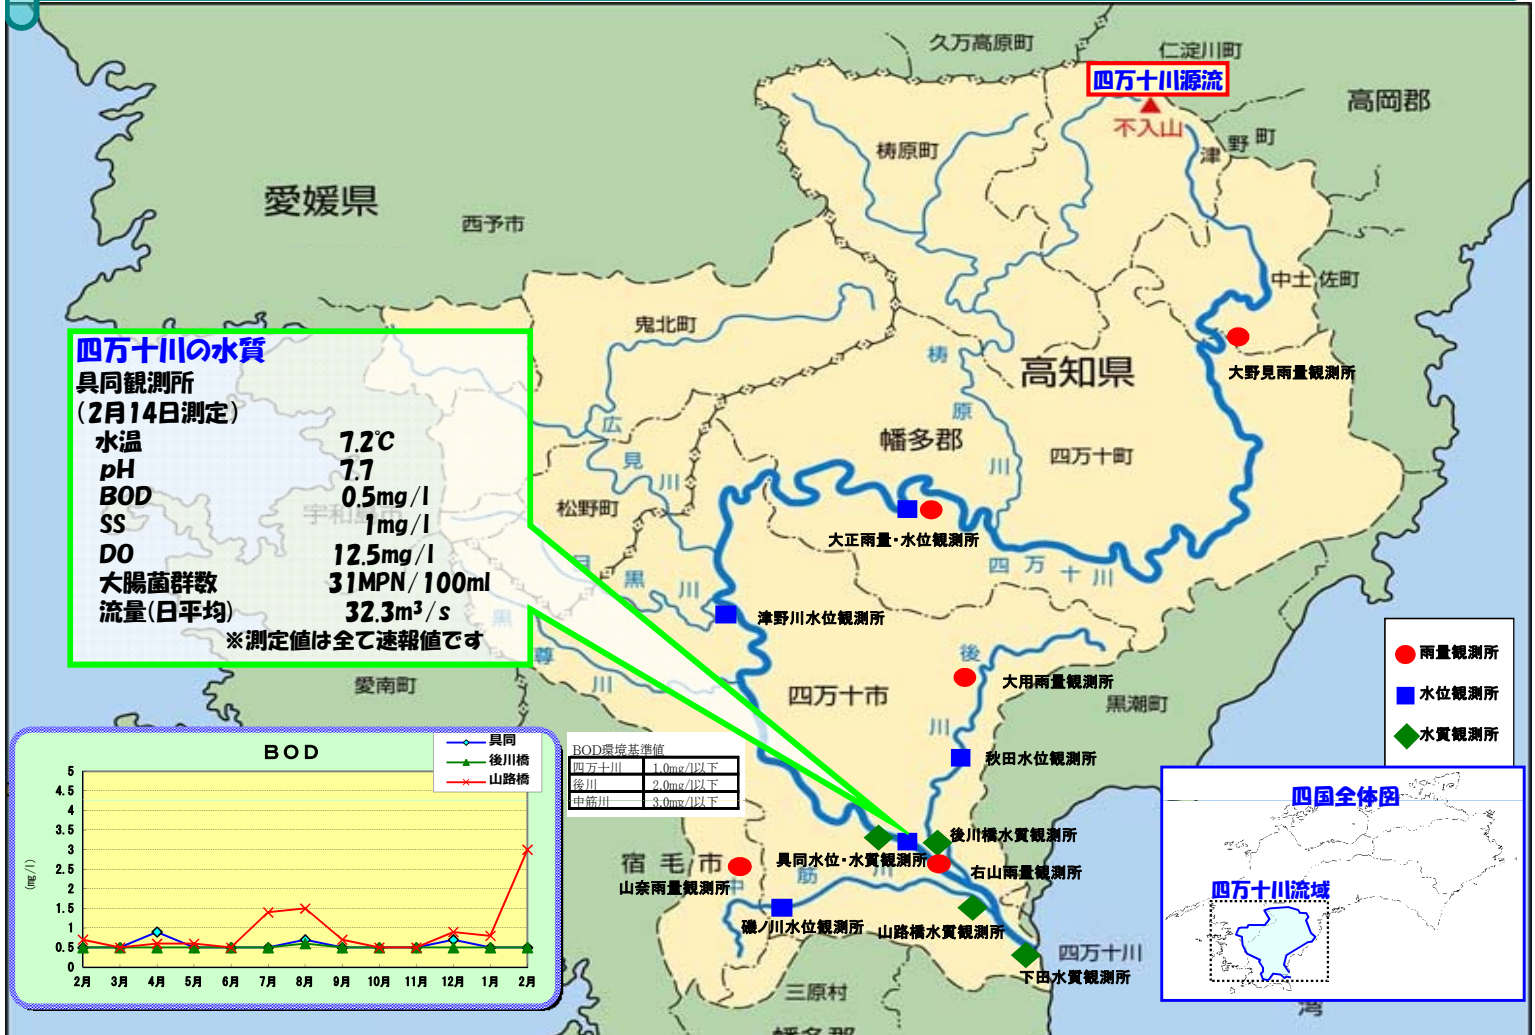 久万高原町
仁淀川町
四万十川源流
不入山
高岡郡
津野町
梼原町
愛媛県
西予市
中土佐町
鬼北町
大野見雨量観測所
高知県
梼原川
広見川
幡多郡
四万十町
松野町
宇和島市
大正雨量・水位観測所
四万十川
目黒川
津野川水位観測所
黒尊川
後川
大用雨量観測所
四万十市
黒潮町
愛南町
秋田水位観測所
四万十川の水質
具同観測所
(2月14日測定)
水温 7.2℃
pH 7.7
BOD 0.5mg/l
SS 1mg/l
DO 12.5mg/l
大腸菌群数 31MPN/100ml
流量(日平均) 32.3m³/s
※測定値は全て速報値です
雨量観測所
水位観測所
水質観測所
BOD
具同
後川橋
山路橋
(mg/l)
5
4.5
4
3.5
3
2.5
2
1.5
1
0.5
0
2月 3月 4月 5月 6月 7月 8月 9月 10月 11月 12月 1月 2月
BOD環境基準値
四万十川 1.0mg/l以下
後川 2.0mg/l以下
中筋川 3.0mg/l以下
後川橋水質観測所
具同水位・水質観測所
右山雨量観測所
宿毛市
山奈雨量観測所
中筋川
磯ノ川水位観測所
山路橋水質観測所
四万十川
下田水質観測所
三原村
幡多郡
四国全体図
四万十川流域
湾